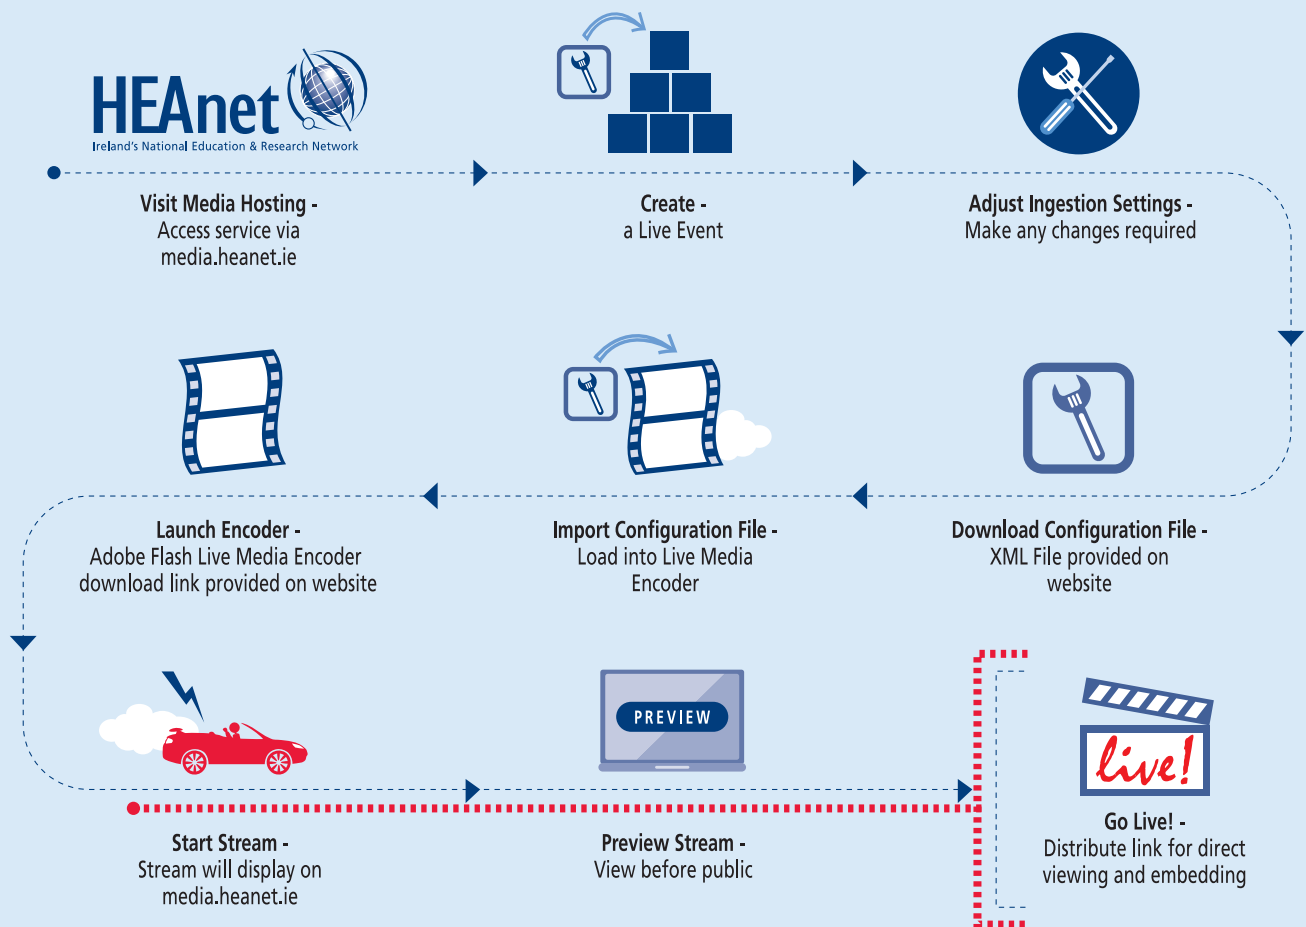 HEAnet
Ireland's National Education & Research Network
Visit Media Hosting -
Access service via
media.heanet.ie
Create -
a Live Event
Adjust Ingestion Settings -
Make any changes required
Launch Encoder -
Adobe Flash Live Media Encoder
download link provided on website
Import Configuration File -
Load into Live Media
Encoder
Download Configuration File -
XML File provided on
website
Start Stream -
Stream will display on
media.heanet.ie
PREVIEW
Preview Stream -
View before public
live!
Go Live! -
Distribute link for direct
viewing and embedding